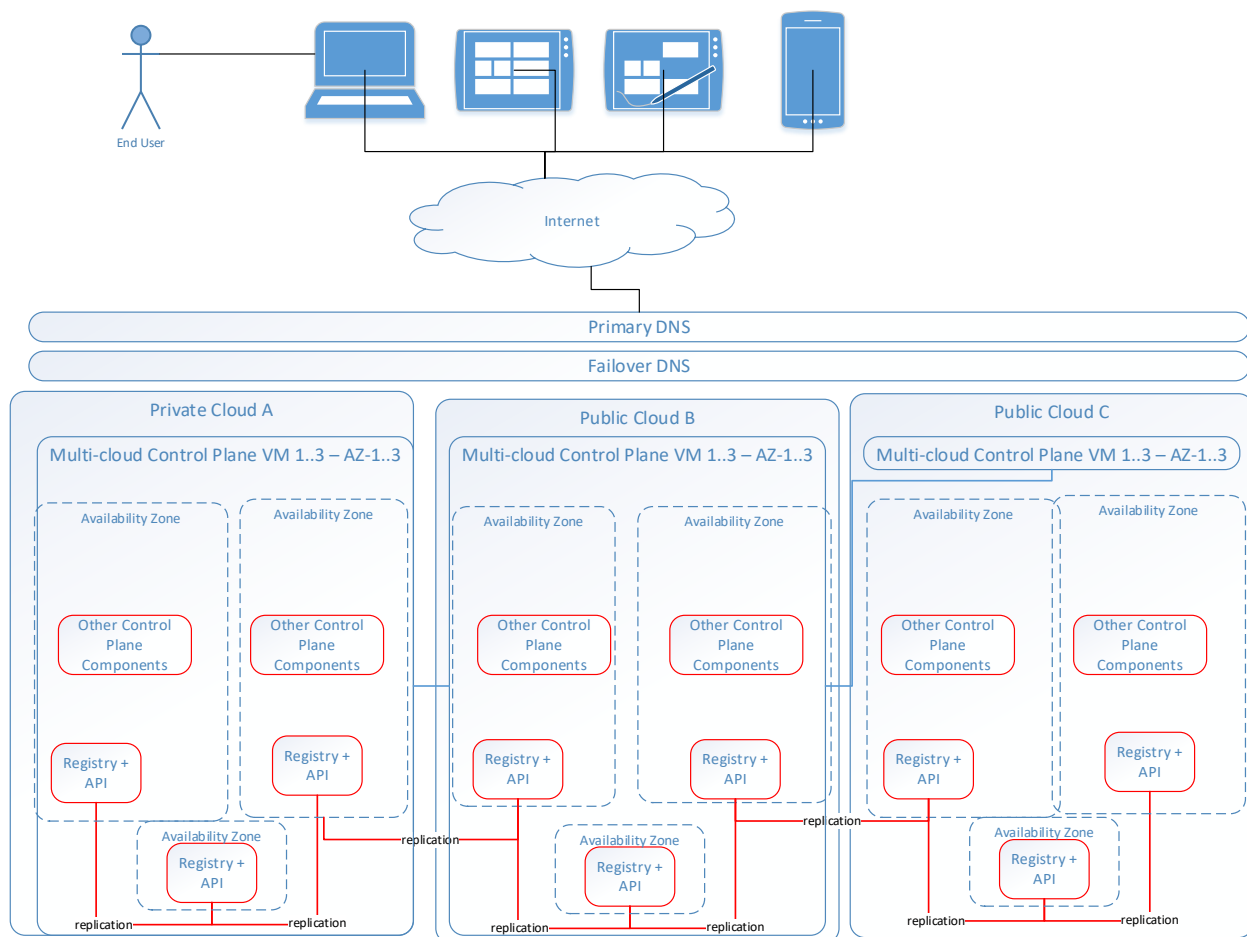 End User
Internet
Primary DNS
Failover DNS
Private Cloud A
Public Cloud B
Public Cloud C
Multi-cloud Control Plane VM 1..3 – AZ-1..3
Multi-cloud Control Plane VM 1..3 – AZ-1..3
Multi-cloud Control Plane VM 1..3 – AZ-1..3
Availability Zone
Availability Zone
Availability Zone
Availability Zone
Availability Zone
Availability Zone
Other Control
Plane
Components
Other Control
Plane
Components
Other Control
Plane
Components
Other Control
Plane
Components
Other Control
Plane
Components
Other Control
Plane
Components
Registry +
API
Registry +
API
Registry +
API
Registry +
API
Registry +
API
Registry +
API
replication
replication
Availability Zone
Registry +
API
Availability Zone
Registry +
API
Availability Zone
Registry +
API
replication
replication
replication
replication
replication
replication